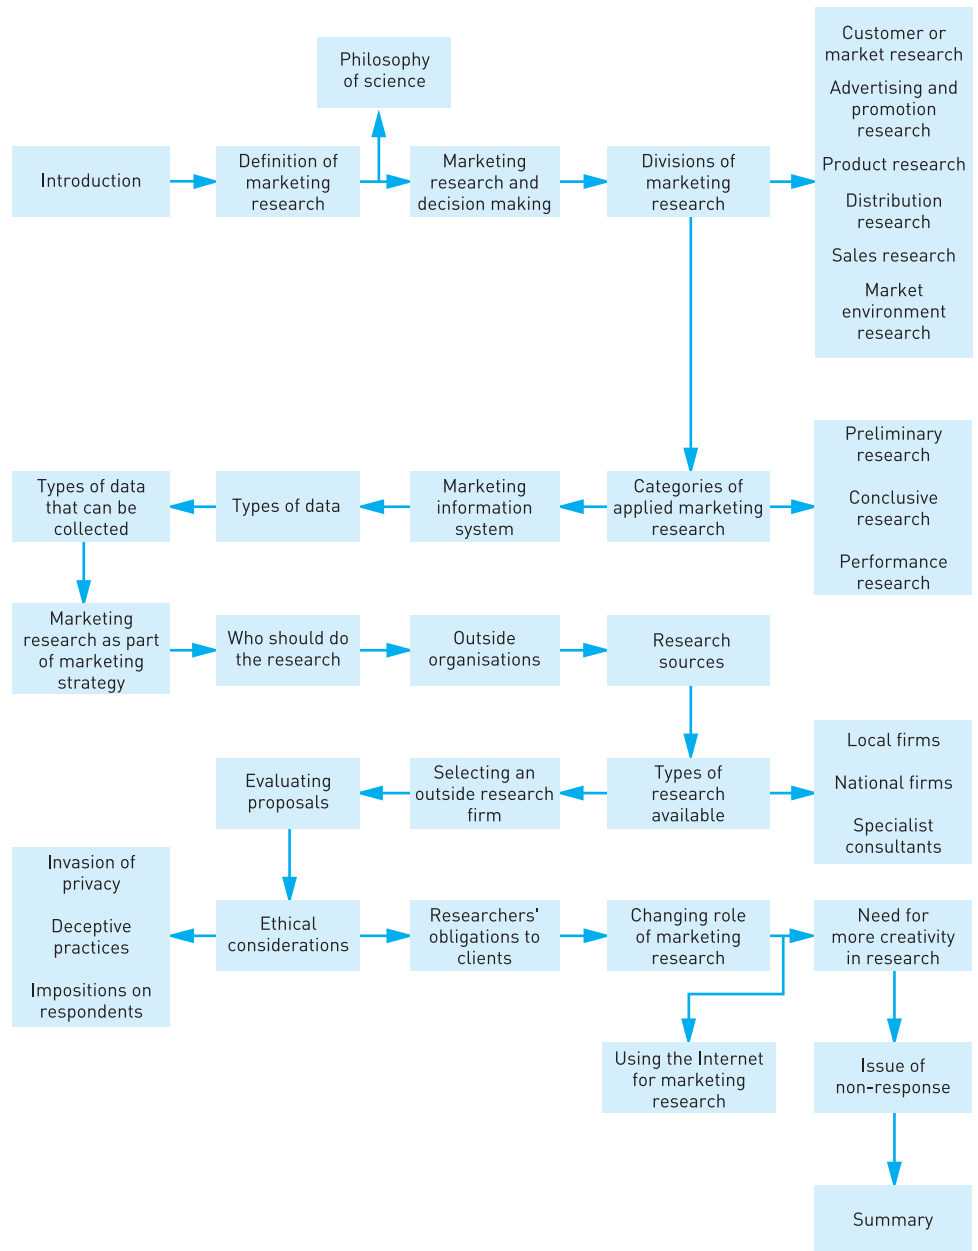 Philosophy
of science
Introduction
Definition of
marketing
research
Marketing
research and
decision making
Divisions of
marketing
research
Customer or
market research
Advertising and
promotion
research
Product research
Distribution
research
Sales research
Market
environment
research
Types of data
that can be
collected
Types of data
Marketing
information
system
Categories of
applied marketing
research
Preliminary
research
Conclusive
research
Performance
research
Marketing
research as part
of marketing
strategy
Who should do
the research
Outside
organisations
Research
sources
Evaluating
proposals
Selecting an
outside research
firm
Types of
research
available
Local firms
National firms
Specialist
consultants
Invasion of
privacy
Deceptive
practices
Impositions on
respondents
Ethical
considerations
Researchers'
obligations to
clients
Changing role
of marketing
research
Need for
more creativity
in research
Using the Internet
for marketing
research
Issue of
non-response
Summary